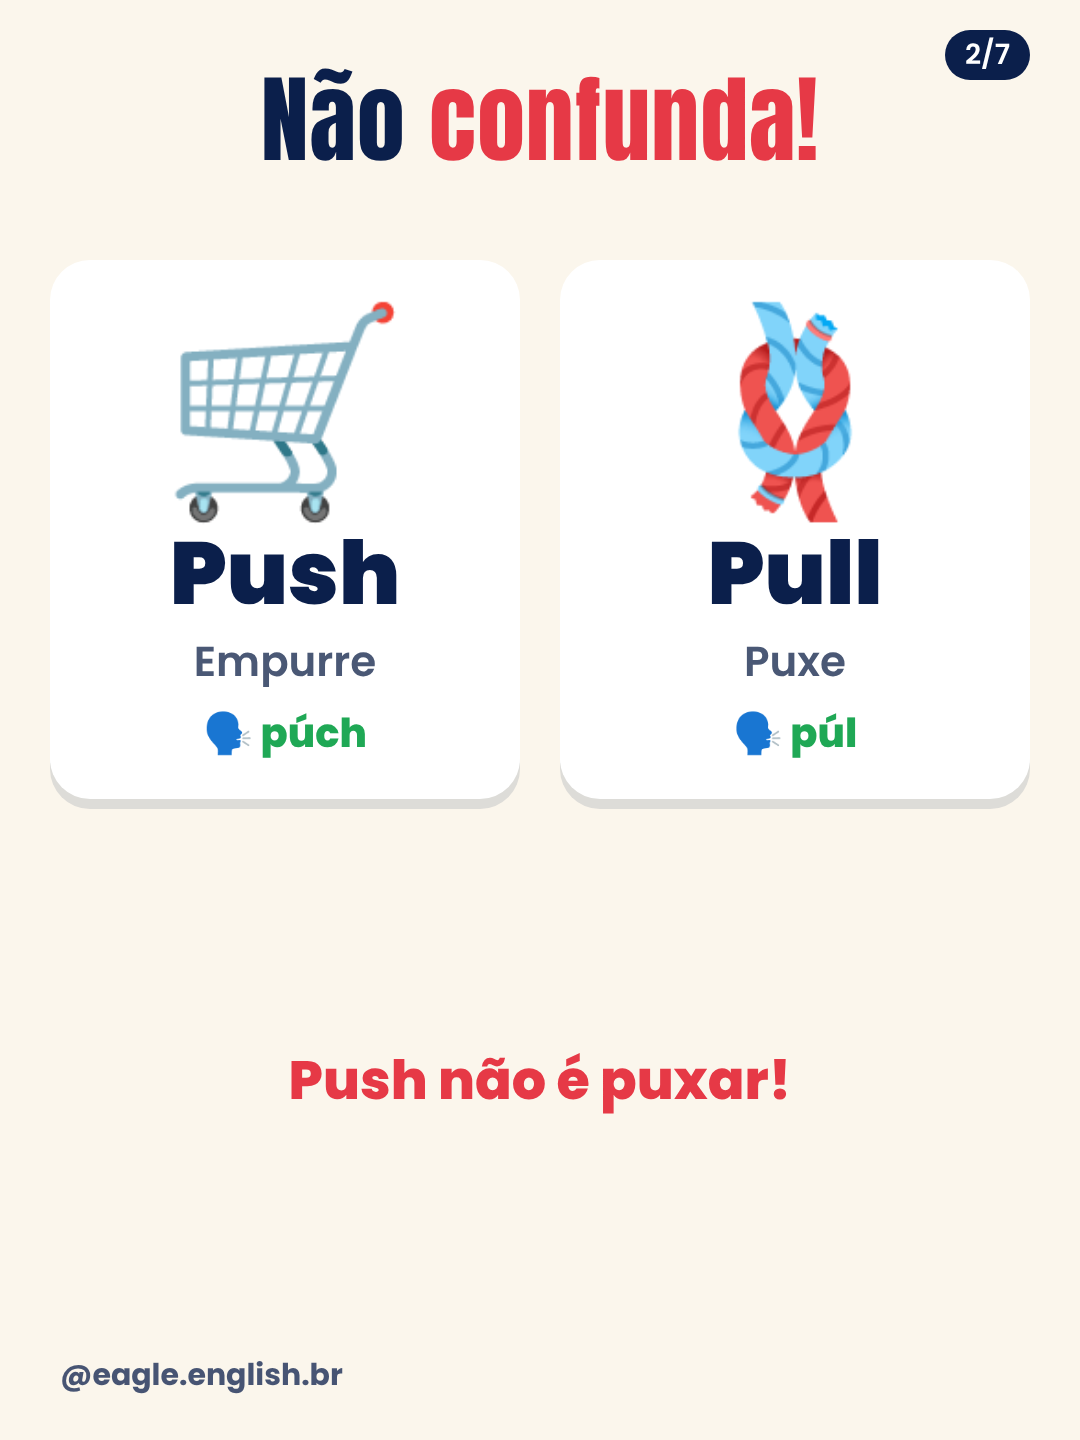 2/7
Não confunda!
Push
Empurre
púch
Pull
Puxe
púl
Push não é puxar!
@eagle.english.br